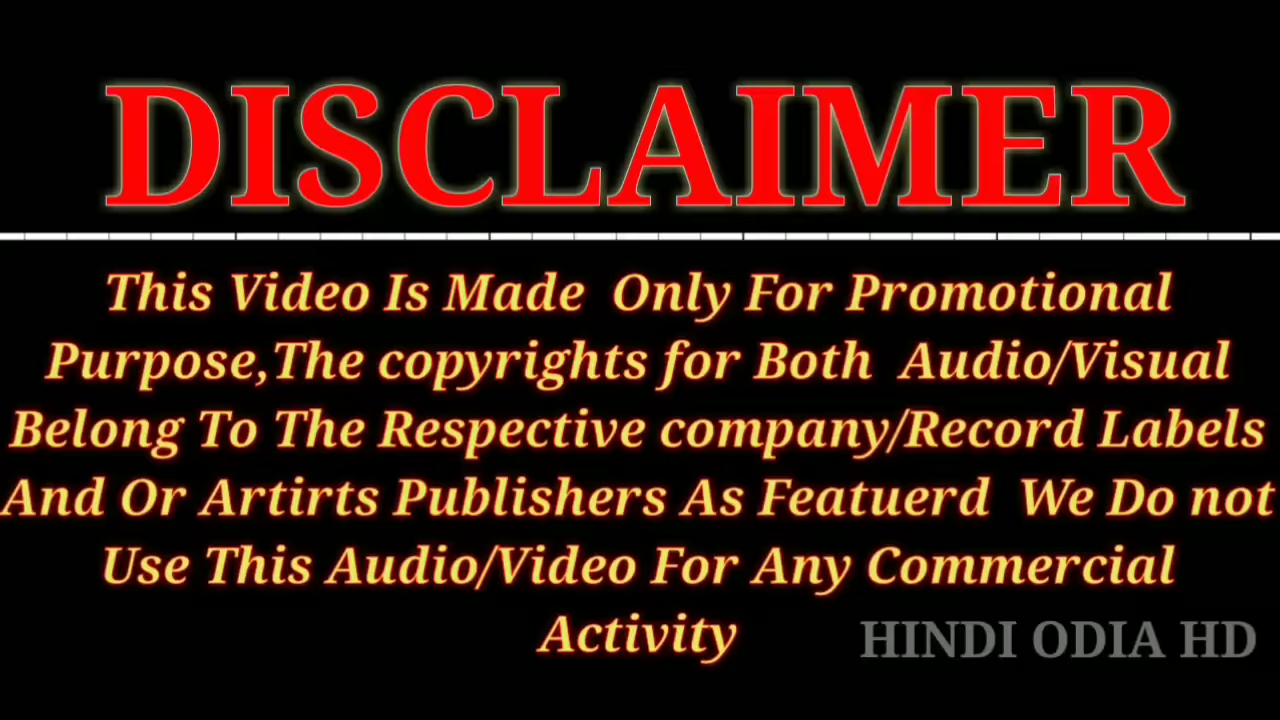 DISCLAIMER
This Video Is Made Only For Promotional
Purpose,The copyrights for Both Audio/Visual
Belong To The Respective company/Record Labels
And Or Artirts Publishers As Featuerd We Do not
Use This Audio/Video For Any Commercial
Activity
HINDI ODIA HD